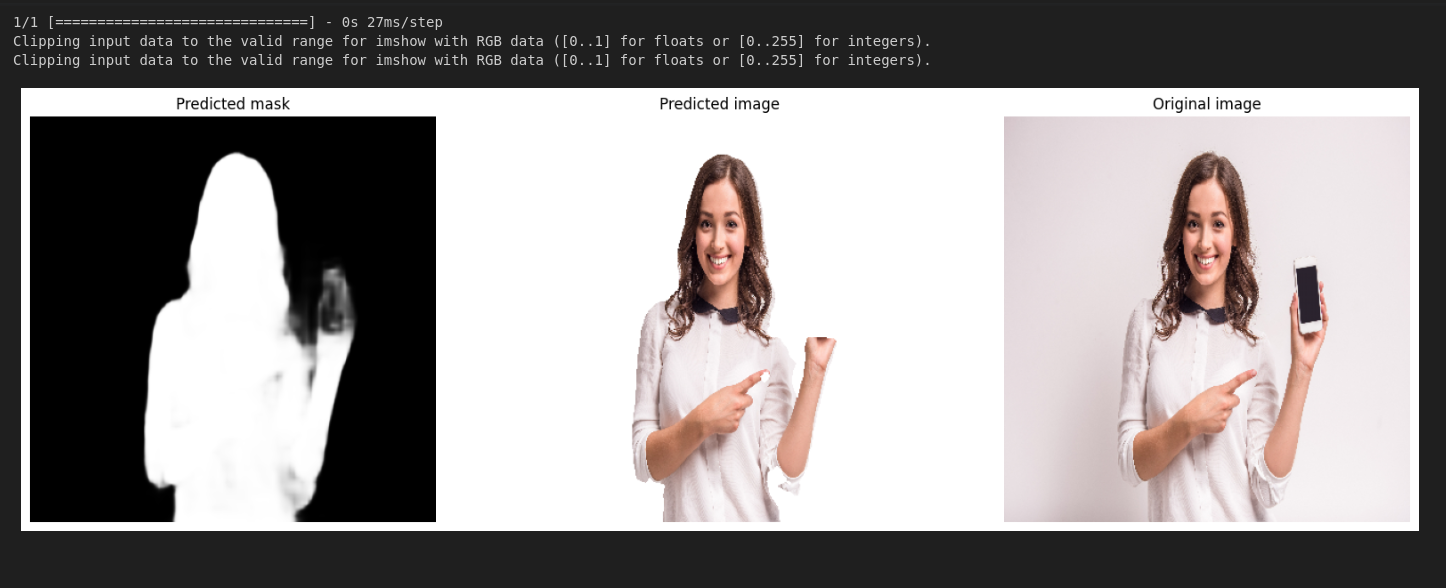 1/1 [==============================] - 0s 27ms/step
Clipping input data to the valid range for imshow with RGB data ([0..1] for floats or [0..255] for integers).
Clipping input data to the valid range for imshow with RGB data ([0..1] for floats or [0..255] for integers).
Predicted mask
Predicted image
Original image